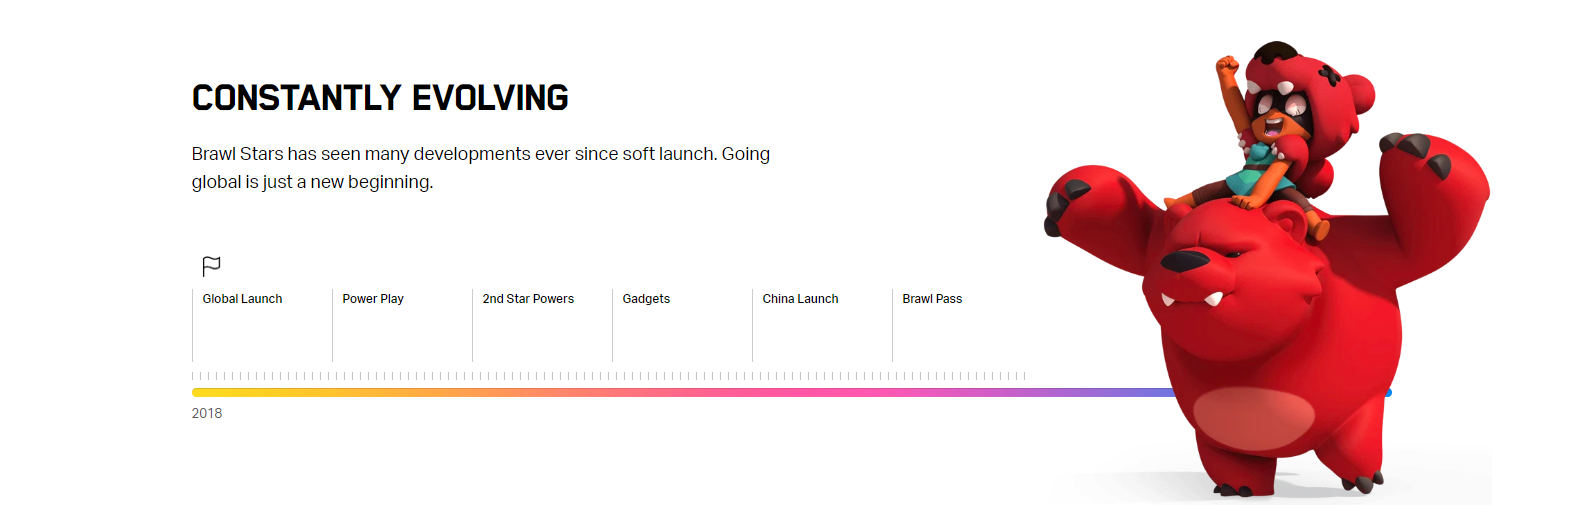 CONSTANTLY EVOLVING
Brawl Stars has seen many developments ever since soft launch. Going
global is just a new beginning.
Global Launch
Power Play
2nd Star Powers
Gadgets
China Launch
Brawl Pass
2018